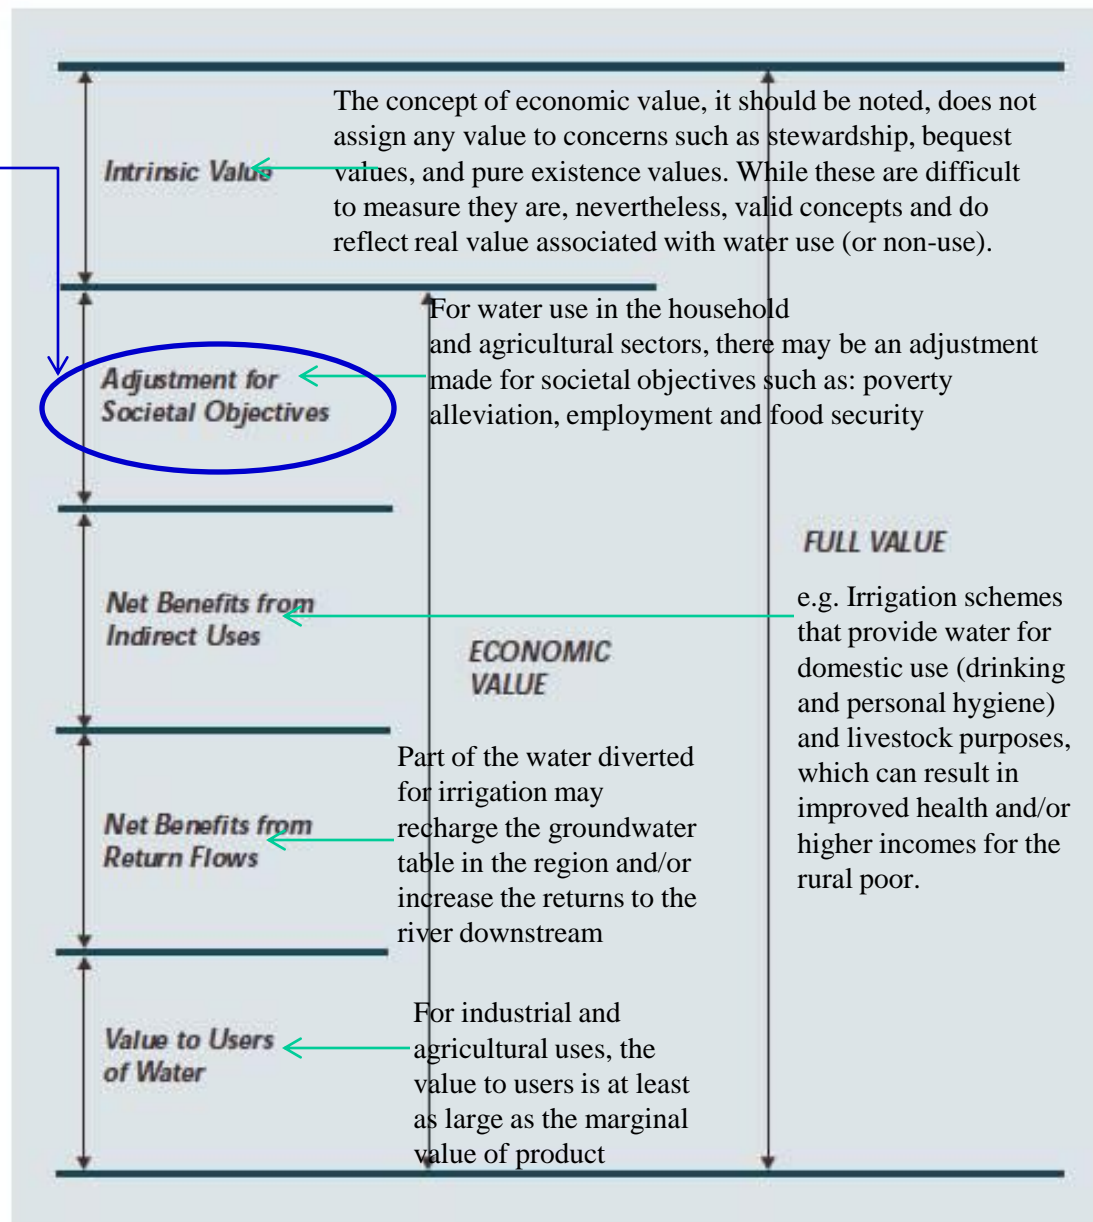 The concept of economic value, it should be noted, does not
assign any value to concerns such as stewardship, bequest
values, and pure existence values. While these are difficult
to measure they are, nevertheless, valid concepts and do
reflect real value associated with water use (or non-use).
Intrinsic Value
For water use in the household
and agricultural sectors, there may be an adjustment
made for societal objectives such as: poverty
alleviation, employment and food security
Adjustment for
Societal Objectives
FULL VALUE
Net Benefits from
Indirect Uses
e.g. Irrigation schemes
that provide water for
domestic use (drinking
and personal hygiene)
and livestock purposes,
which can result in
improved health and/or
higher incomes for the
rural poor.
ECONOMIC
VALUE
Net Benefits from
Return Flows
Part of the water diverted
for irrigation may
recharge the groundwater
table in the region and/or
increase the returns to the
river downstream
Value to Users
of Water
For industrial and
agricultural uses, the
value to users is at least
as large as the marginal
value of product